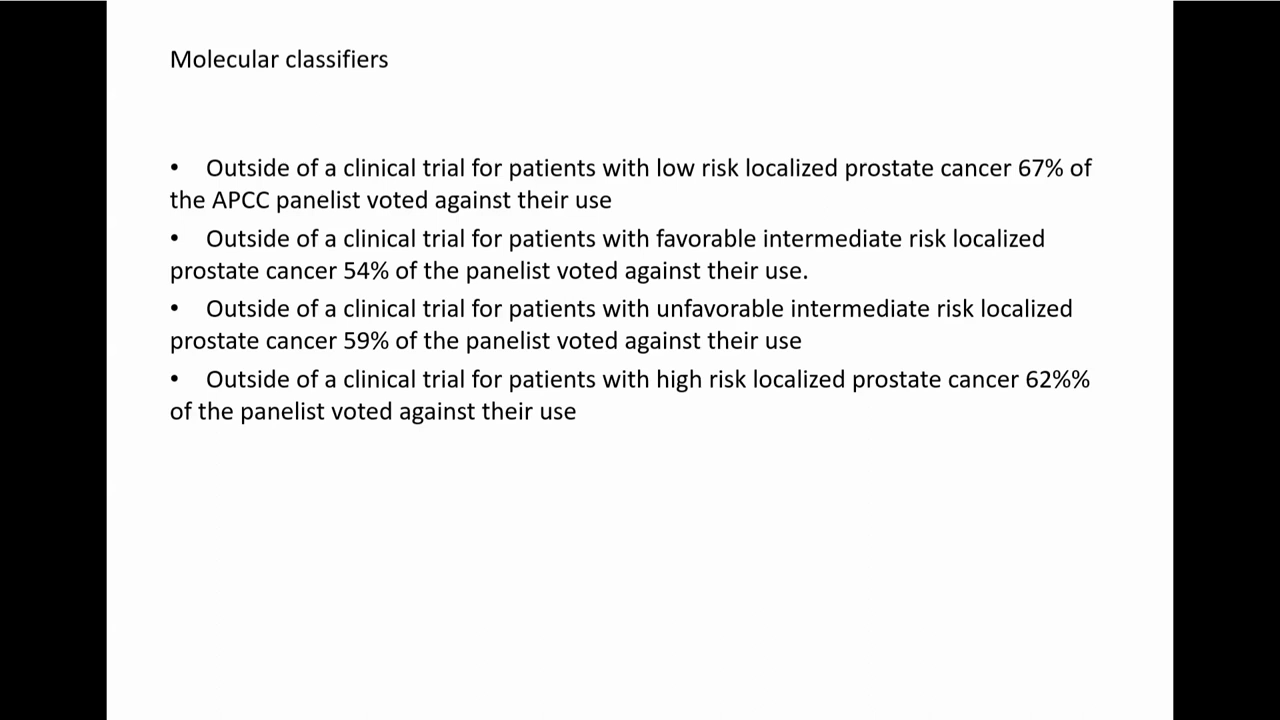 Molecular classifiers
• Outside of a clinical trial for patients with low risk localized prostate cancer 67% of
the APCC panelist voted against their use
• Outside of a clinical trial for patients with favorable intermediate risk localized
prostate cancer 54% of the panelist voted against their use.
• Outside of a clinical trial for patients with unfavorable intermediate risk localized
prostate cancer 59% of the panelist voted against their use
• Outside of a clinical trial for patients with high risk localized prostate cancer 62%%
of the panelist voted against their use